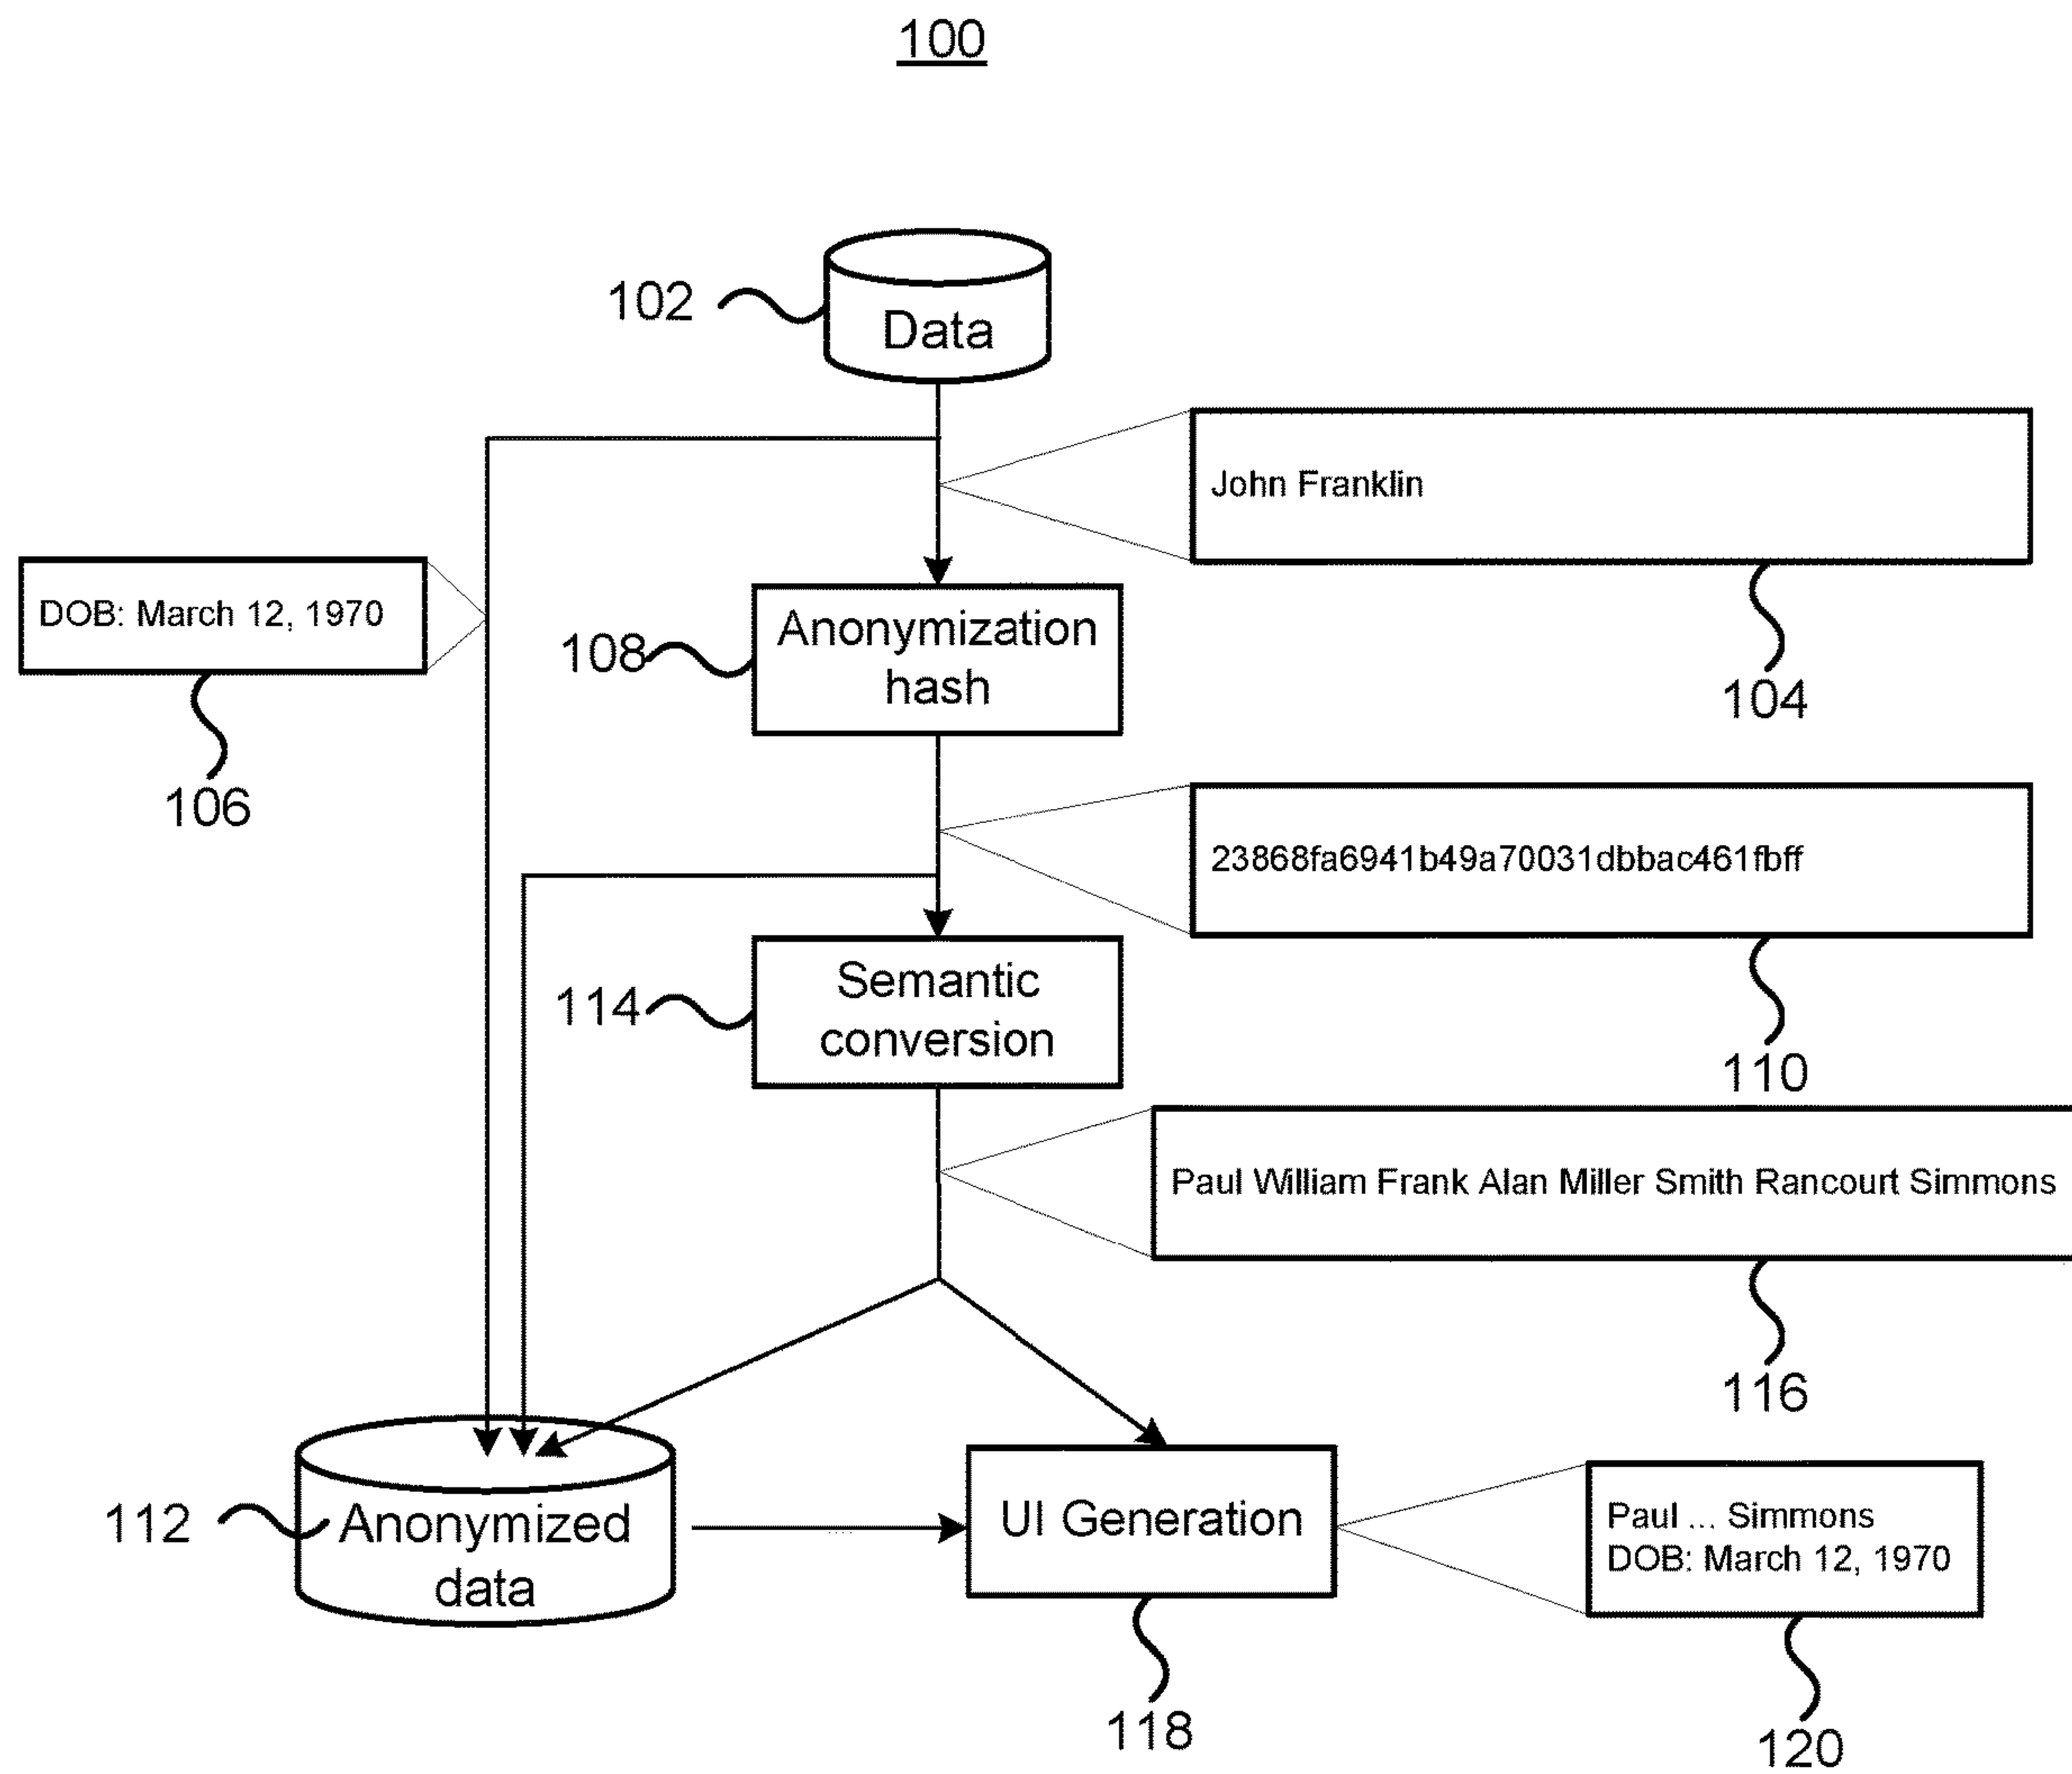 100
102
Data
John Franklin
104
DOB: March 12, 1970
106
108
Anonymization
hash
23868fa6941b49a70031dbbac461fbff
110
114
Semantic
conversion
Paul William Frank Alan Miller Smith Rancourt Simmons
116
112
Anonymized
data
UI Generation
118
Paul ... Simmons
DOB: March 12, 1970
120